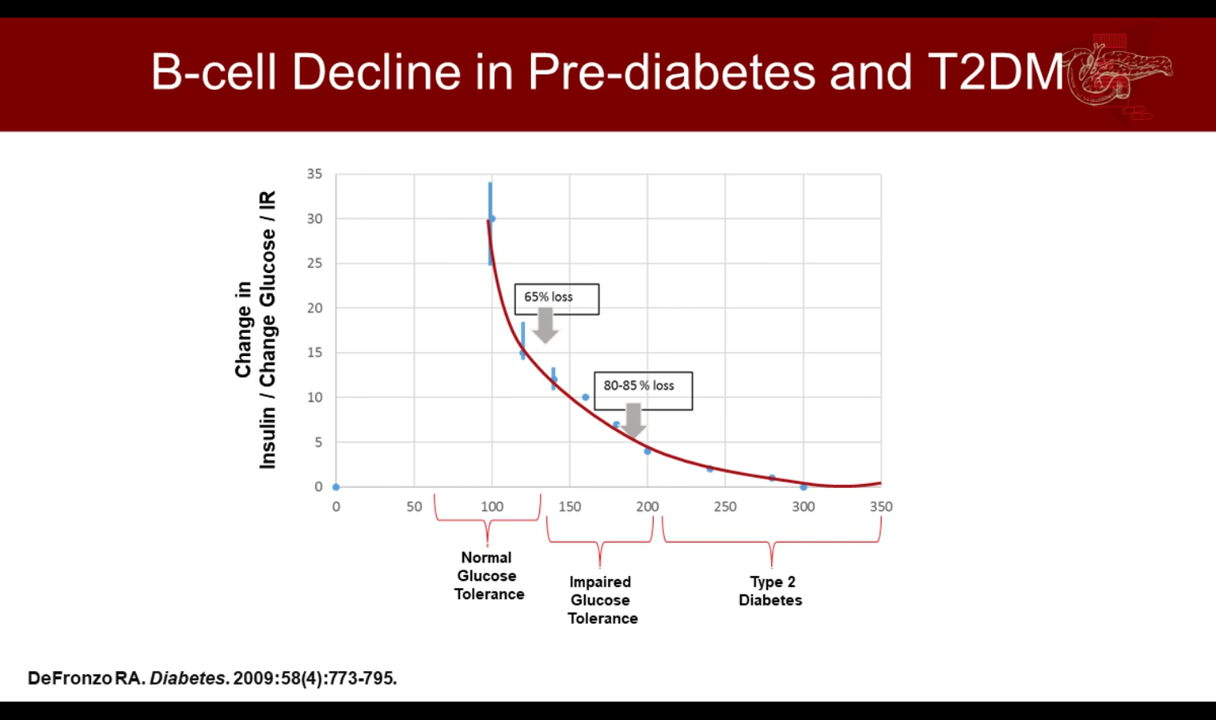 B-cell Decline in Pre-diabetes and T2DM
Change in
Insulin / Change Glucose / IR
35
30
25
20
15
10
5
0
65% loss
80-85 % loss
0 50 100 150 200 250 300 350
Normal
Glucose
Tolerance
Impaired
Glucose
Tolerance
Type 2
Diabetes
DeFronzo RA. Diabetes. 2009:58(4):773-795.